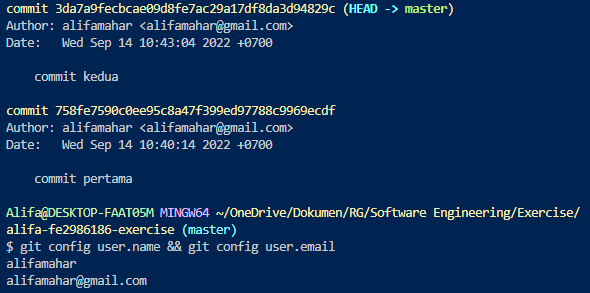 commit 3da7a9fecbcae09d8fe7ac29a17df8da3d94829c (HEAD -> master)
Author: alifamahar <alifamahar@gmail.com>
Date:   Wed Sep 14 10:43:04 2022 +0700
commit kedua
commit 758fe7590c0ee95c8a47f399ed97788c9969ecdf
Author: alifamahar <alifamahar@gmail.com>
Date:   Wed Sep 14 10:40:14 2022 +0700
commit pertama
Alifa@DESKTOP-FAAT05M MINGW64 ~/OneDrive/Dokumen/RG/Software Engineering/Exercise/
alifa-fe2986186-exercise (master)
$ git config user.name && git config user.email
alifamahar
alifamahar@gmail.com